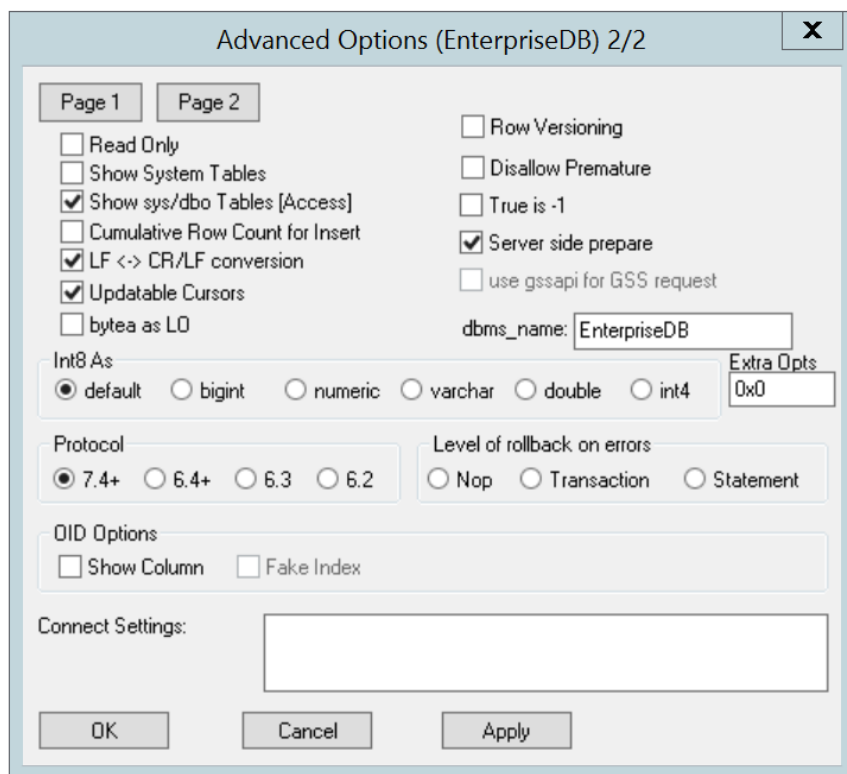 Advanced Options (EnterpriseDB) 2/2
X
Page 1 Page 2
Read Only
Show System Tables
Show sys/dbo Tables [Access]
Cumulative Row Count for Insert
LF <-> CR/LF conversion
Updatable Cursors
bytea as LO
Row Versioning
Disallow Premature
True is -1
Server side prepare
use gssapi for GSS request
dbms_name: EnterpriseDB
Int8 As
default bigint numeric varchar double int4
Extra Opts
0x0
Protocol
7.4+ 6.4+ 6.3 6.2
Level of rollback on errors
Nop Transaction Statement
OID Options
Show Column Fake Index
Connect Settings:
OK Cancel Apply